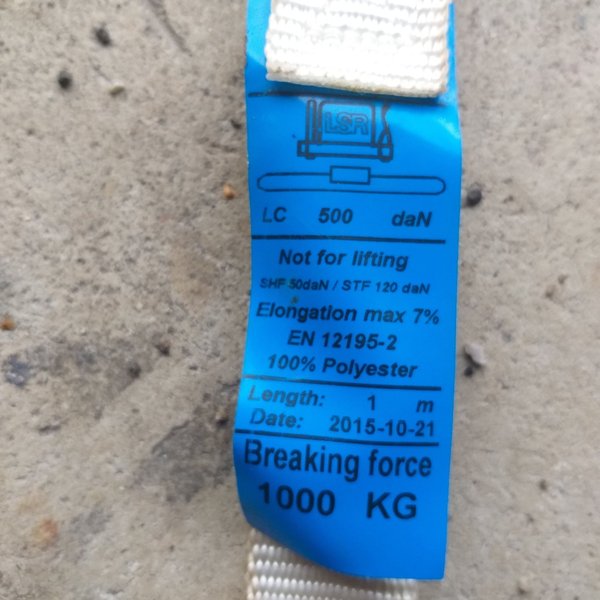 LSR
LC 500 daN
Not for lifting
SHF 50daN / STF 120 daN
Elongation max 7%
EN 12195-2
100% Polyester
Length: 1 m
Date: 2015-10-21
Breaking force
1000 KG